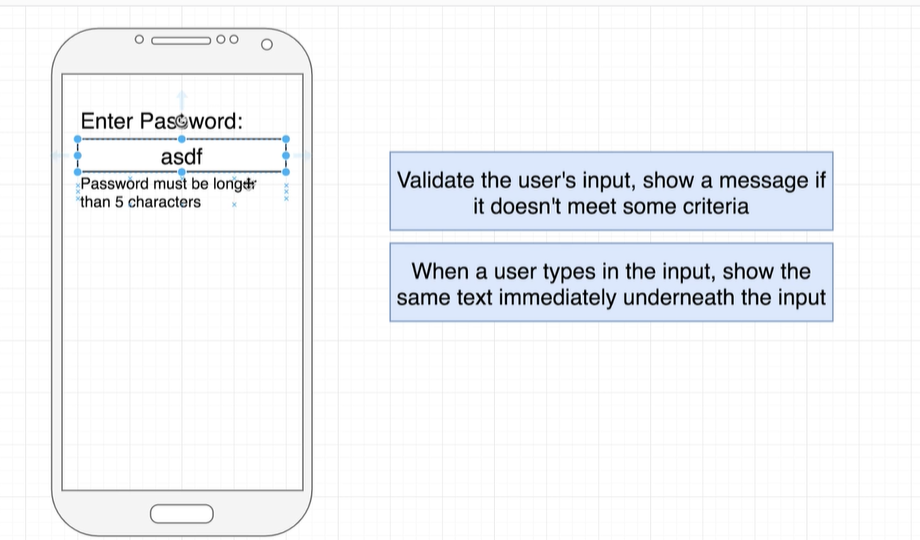 Enter Password:
asdf
Password must be longer
than 5 characters
Validate the user's input, show a message if
it doesn't meet some criteria
When a user types in the input, show the
same text immediately underneath the input